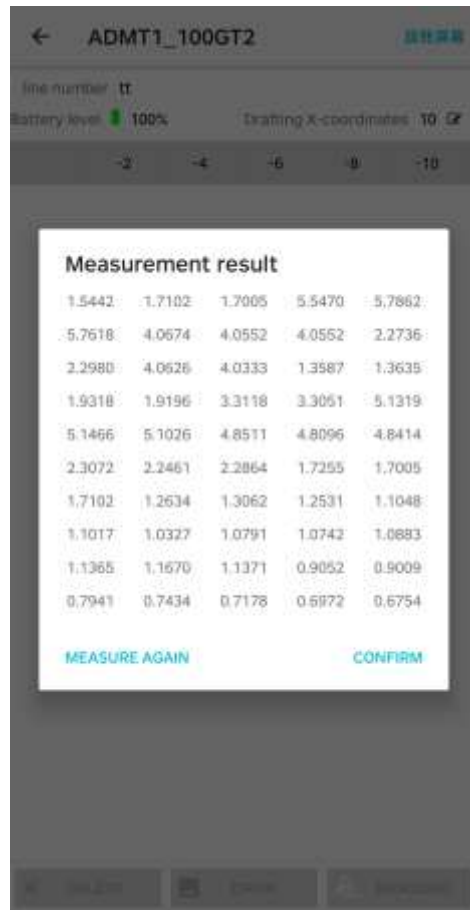 ← ADMT1_100GT2
line number tt
Battery level 100% Drafting X-coordinates 10
-2 -4 -6 -8 -10
Measurement result
1.5442 1.7102 1.7005 5.5470 5.7862
5.7618 4.0674 4.0552 4.0552 2.2736
2.2980 4.0626 4.0333 1.3587 1.3635
1.9318 1.9196 3.3118 3.3051 5.1319
5.1466 5.1026 4.8511 4.8096 4.8414
2.3072 2.2461 2.2864 1.7255 1.7005
1.7102 1.2634 1.3062 1.2531 1.1048
1.1017 1.0327 1.0791 1.0742 1.0883
1.1365 1.1670 1.1371 0.9052 0.9009
0.7941 0.7434 0.7178 0.6972 0.6754
MEASURE AGAIN CONFIRM